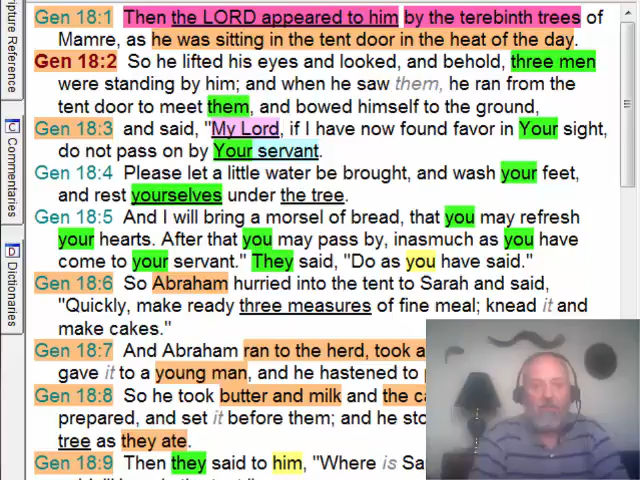 ripture Reference
Commentaries
Dictionaries
Gen 18:1 Then the LORD appeared to him by the terebinth trees of
Mamre, as he was sitting in the tent door in the heat of the day.
Gen 18:2 So he lifted his eyes and looked, and behold, three men
were standing by him; and when he saw them, he ran from the
tent door to meet them, and bowed himself to the ground,
Gen 18:3 and said, "My Lord, if I have now found favor in Your sight,
do not pass on by Your servant.
Gen 18:4 Please let a little water be brought, and wash your feet,
and rest yourselves under the tree.
Gen 18:5 And I will bring a morsel of bread, that you may refresh
your hearts. After that you may pass by, inasmuch as you have
come to your servant." They said, "Do as you have said."
Gen 18:6 So Abraham hurried into the tent to Sarah and said,
"Quickly, make ready three measures of fine meal; knead it and
make cakes."
Gen 18:7 And Abraham ran to the herd, took a
gave it to a young man, and he hastened to
Gen 18:8 So he took butter and milk and the
prepared, and set it before them; and he
tree as they ate.
Gen 18:9 Then they said to him, "Where is Sa